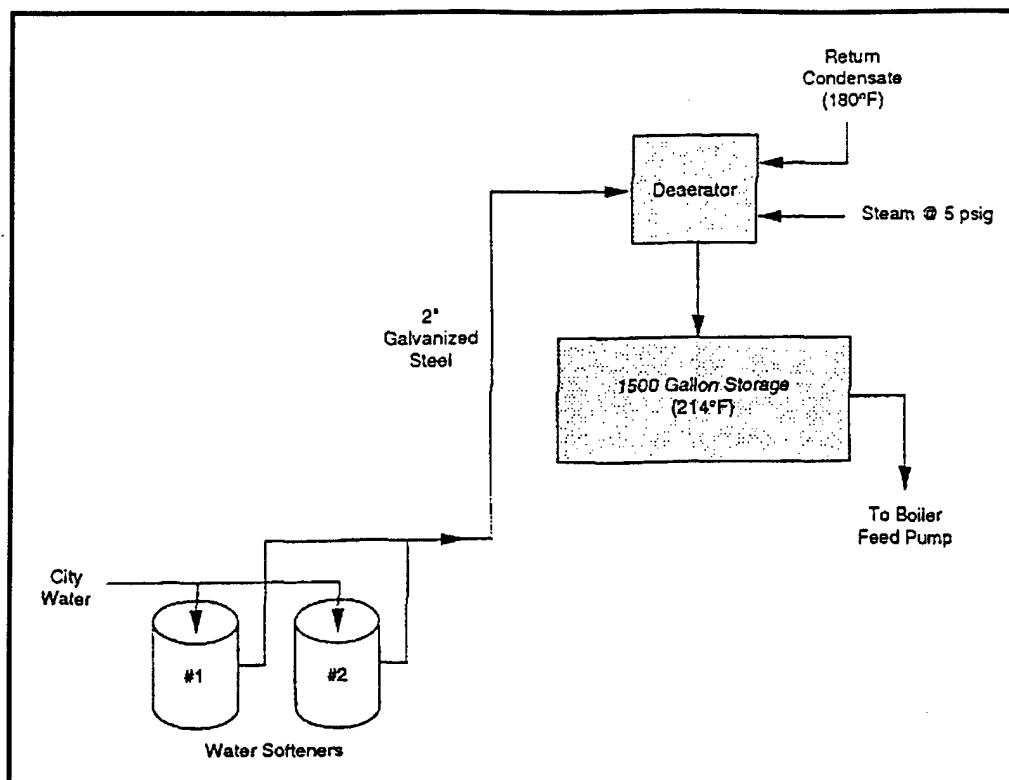 Return
Condensate
(180°F)
Deaerator
Steam @ 5 psig
2"
Galvanized
Steel
1500 Gallon Storage
(214°F)
To Boiler
Feed Pump
City
Water
#1
#2
Water Softeners